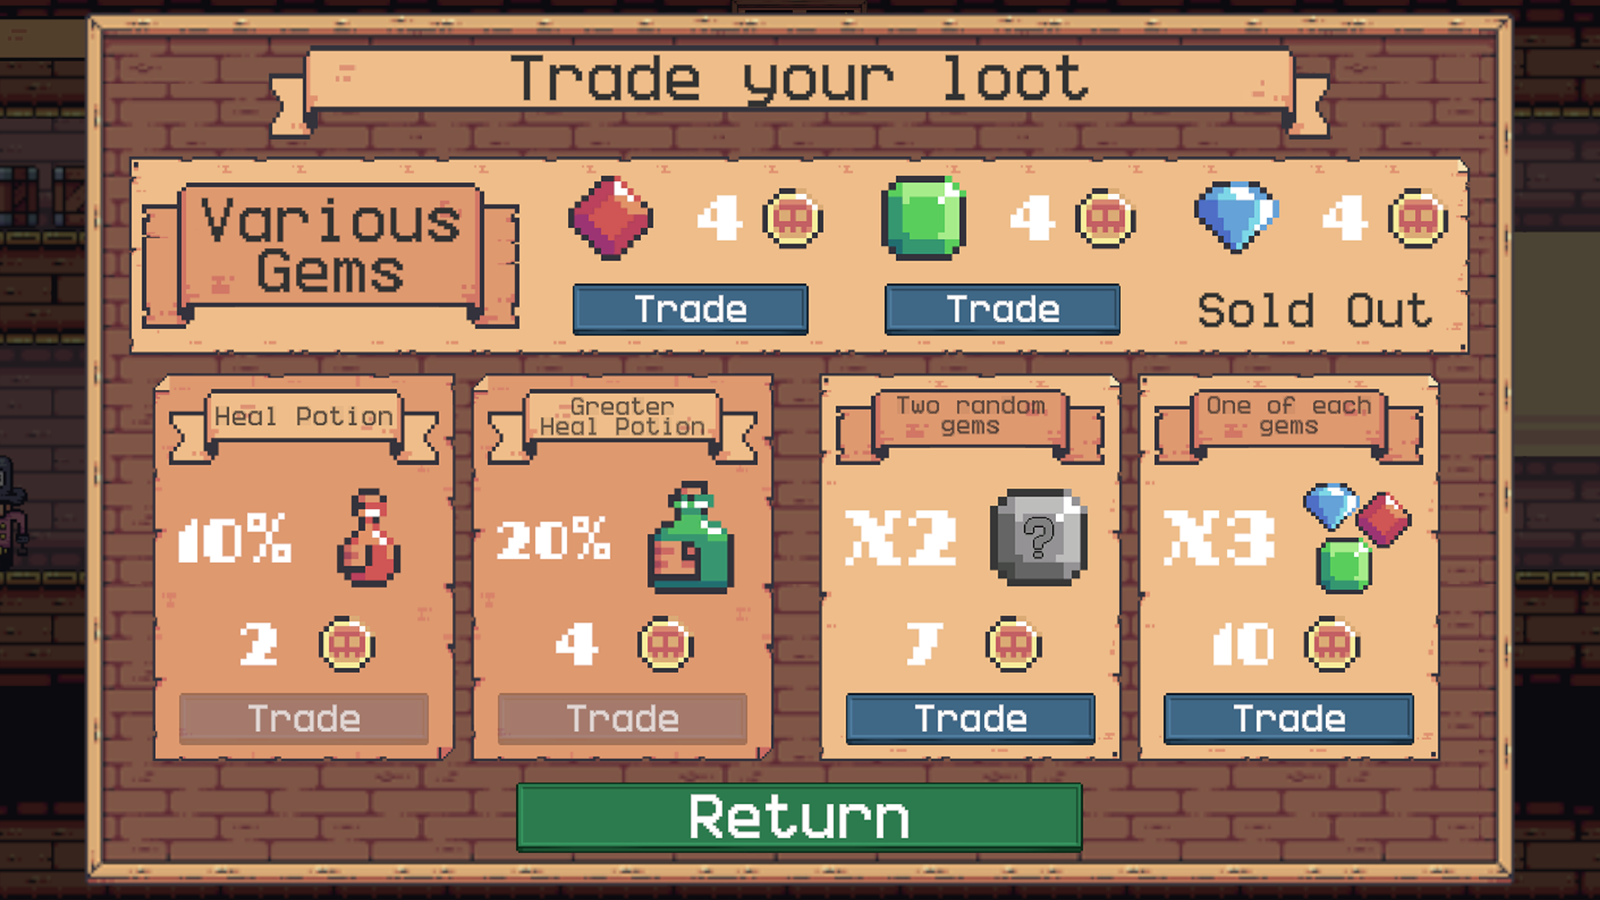 Trade your loot
Various
Gems
4
4
4
Trade
Trade
Sold Out
Heal Potion
Greater
Heal Potion
Two random
gems
One of each
gems
10%
20%
X2
?
X3
2
4
7
10
Trade
Trade
Trade
Trade
Return